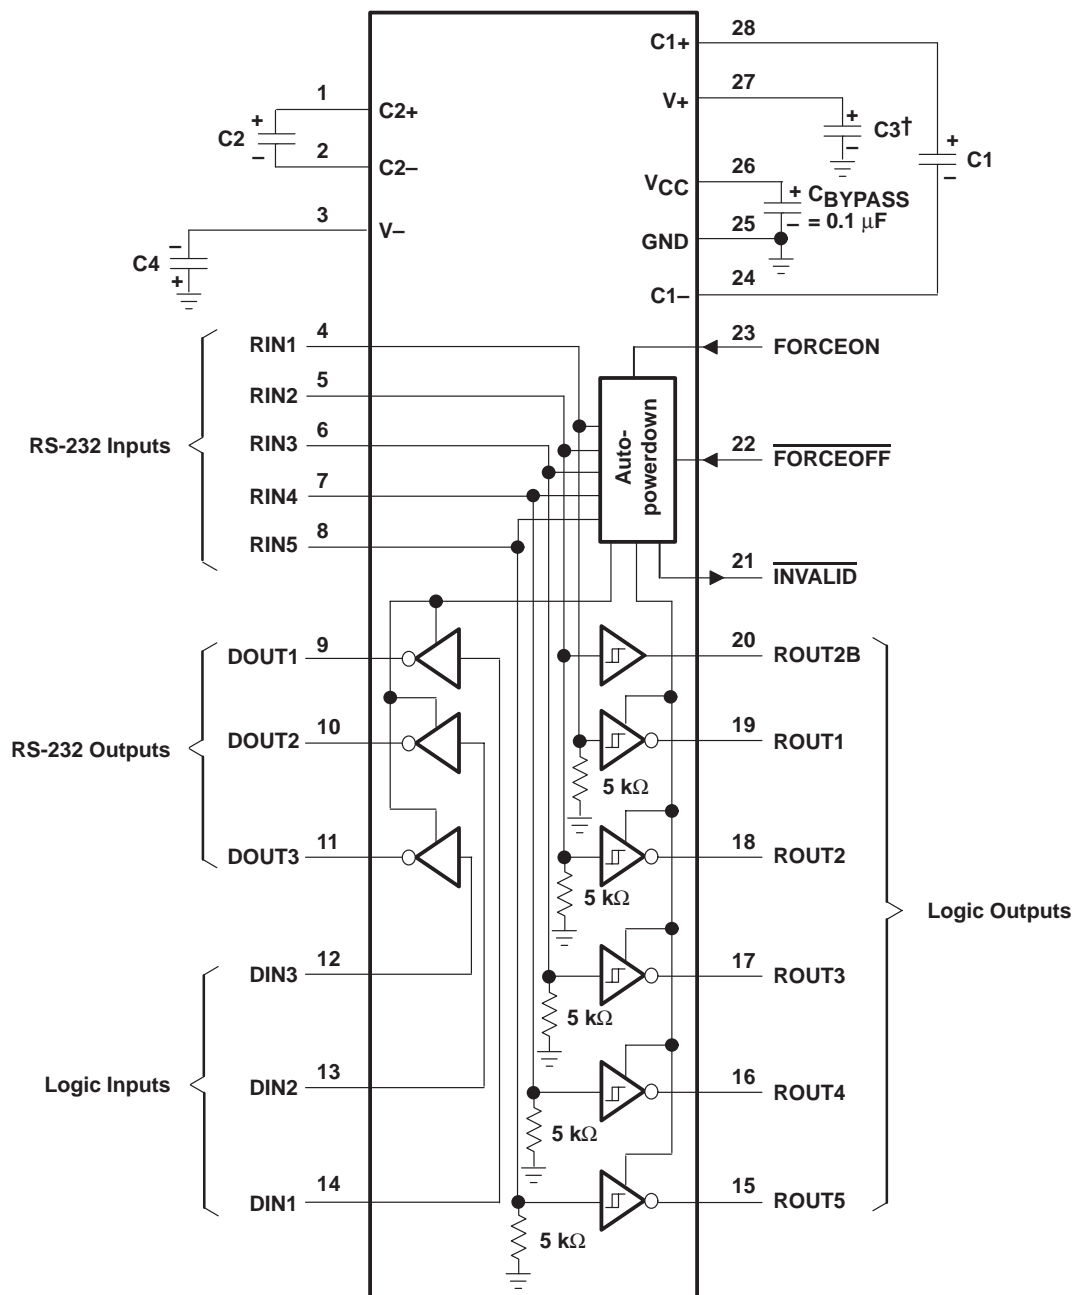 28
C1+
27
V+
C3†
+
–
1
C2+
+
C2
–
2
C2–
+
C1
–
26
VCC
+ CBYPASS
– = 0.1 µF
25
GND
3
V–
–
C4
+
24
C1–
RS-232 Inputs
RIN1 4
RIN2 5
RIN3 6
RIN4 7
RIN5 8
23 FORCEON
Auto-
powerdown
22 FORCEOFF
21 INVALID
RS-232 Outputs
DOUT1 9
DOUT2 10
DOUT3 11
20 ROUT2B
19 ROUT1
5 kΩ
18 ROUT2
5 kΩ
17 ROUT3
5 kΩ
16 ROUT4
5 kΩ
15 ROUT5
5 kΩ
Logic Outputs
Logic Inputs
DIN3 12
DIN2 13
DIN1 14